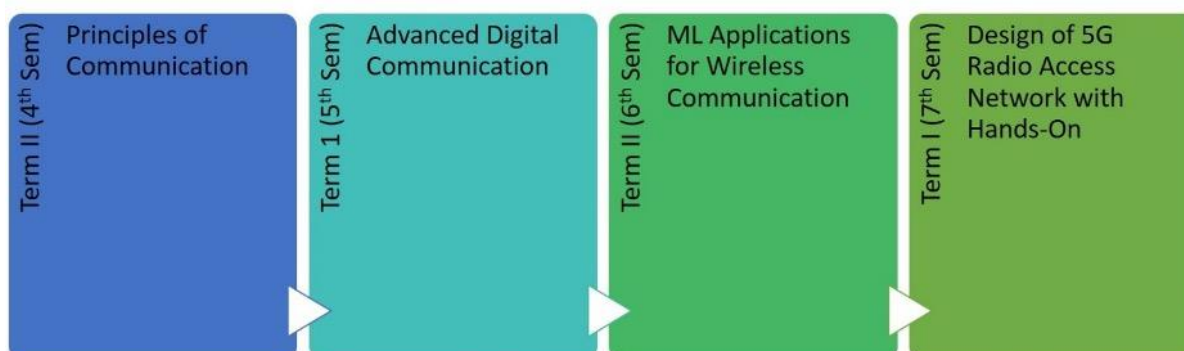 Term II (4th Sem)
Principles of
Communication
Term 1 (5th Sem)
Advanced Digital
Communication
Term II (6th Sem)
ML Applications
for Wireless
Communication
Term I (7th Sem)
Design of 5G
Radio Access
Network with
Hands-On